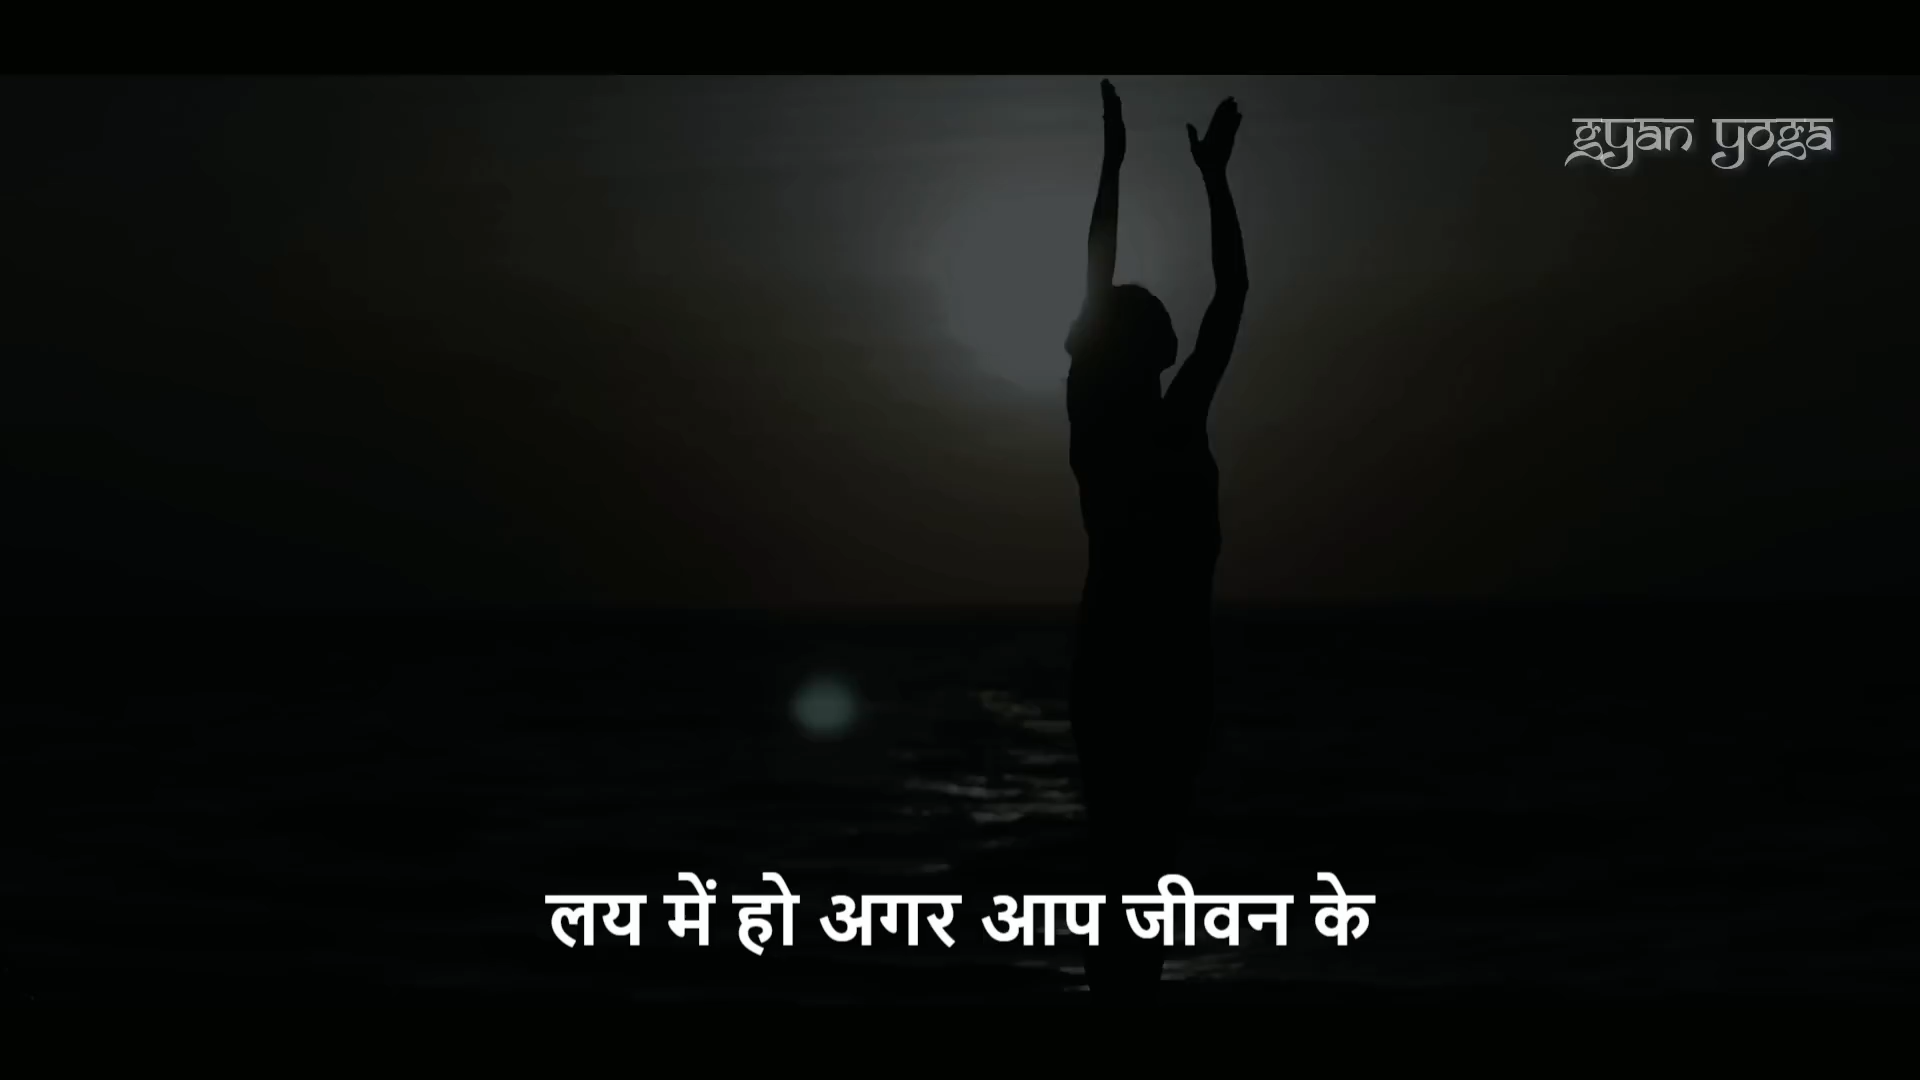 gyan yoga
लय में हो अगर आप जीवन के